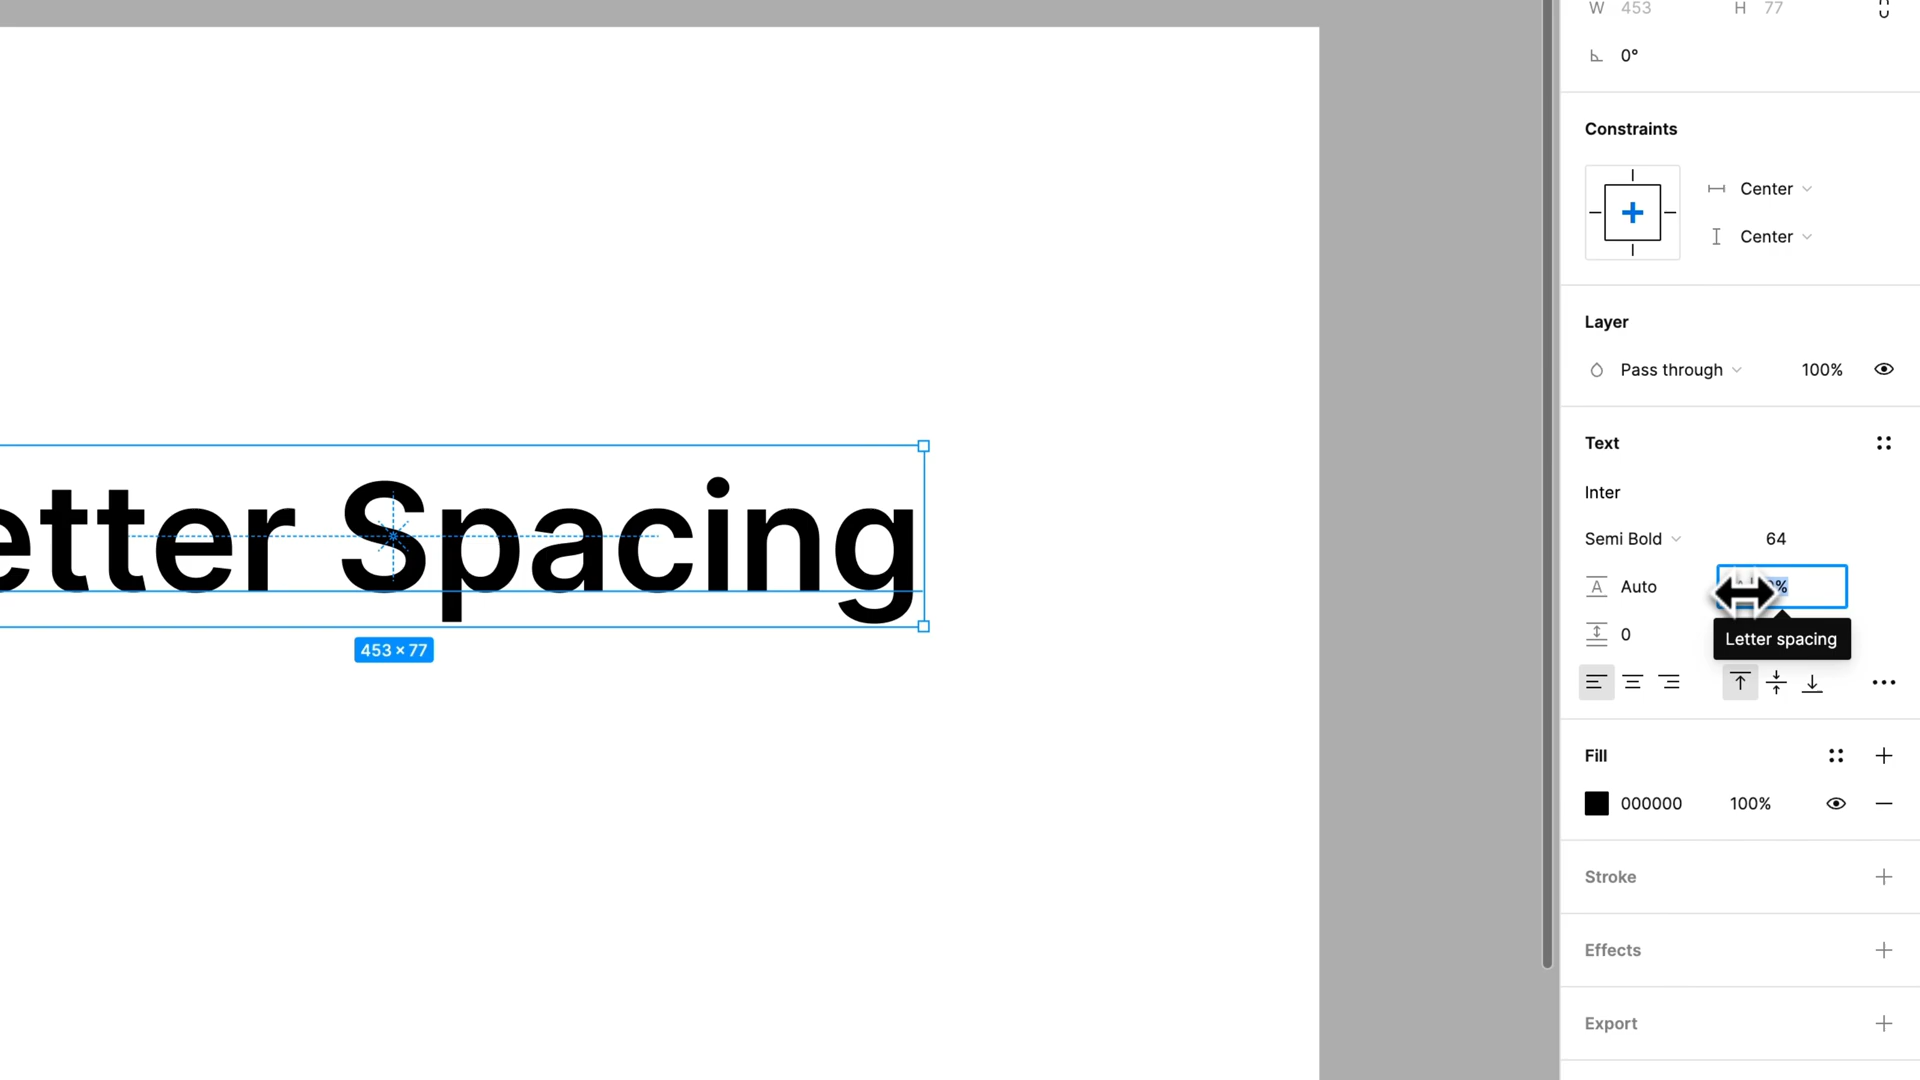 W 453 H 77
0°
Constraints
Center
Center
Layer
Pass through 100%
Text
Inter
Semi Bold 64
Auto
0
Letter spacing
Fill
000000 100%
Stroke
Effects
Export
etter Spacing
453 × 77